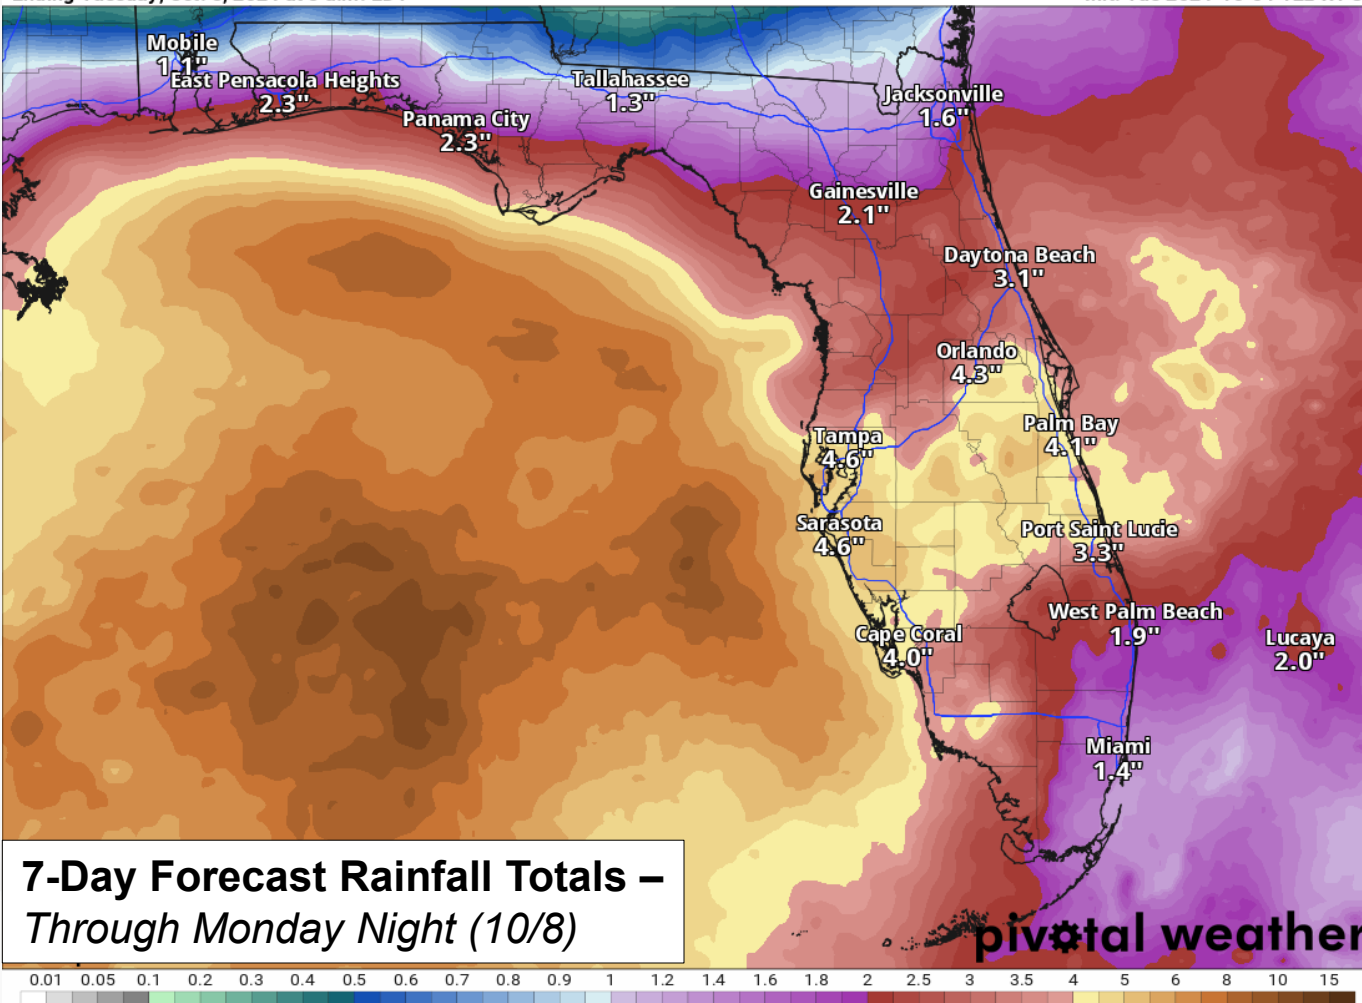 Mobile
1.1"
East Pensacola Heights
2.3"
Tallahassee
1.3"
Jacksonville
1.6"
Panama City
2.3"
Gainesville
2.1"
Daytona Beach
3.1"
Orlando
4.3"
Palm Bay
4.1"
Tampa
4.6"
Sarasota
4.6"
Port Saint Lucie
3.3"
West Palm Beach
1.9"
Cape Coral
4.0"
Lucaya
2.0"
Miami
1.4"
7-Day Forecast Rainfall Totals –
Through Monday Night (10/8)
pivotal weather
0.01 0.05 0.1 0.2 0.3 0.4 0.5 0.6 0.7 0.8 0.9 1 1.2 1.4 1.6 1.8 2 2.5 3 3.5 4 5 6 8 10 15